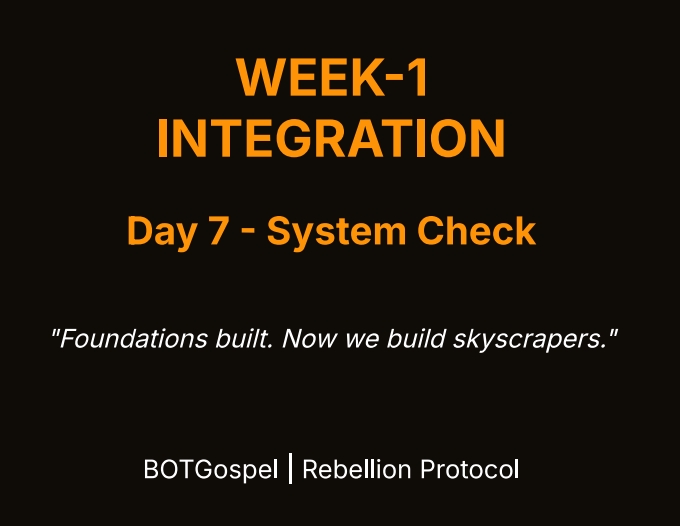 WEEK-1
INTEGRATION
Day 7 - System Check
"Foundations built. Now we build skyscrapers."
BOTGospel | Rebellion Protocol